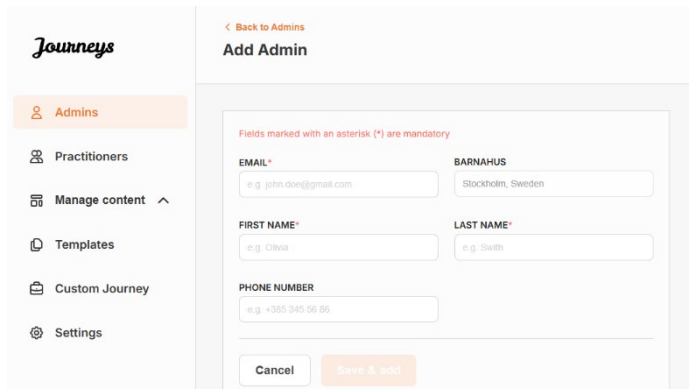 Journeys
< Back to Admins
Add Admin
Admins
Practitioners
Manage content
Templates
Custom Journey
Settings
Fields marked with an asterisk (*) are mandatory
EMAIL*
e.g. john.doe@gmail.com
BARNAHUS
Stockholm, Sweden
FIRST NAME*
e.g. Olivia
LAST NAME*
e.g. Swith
PHONE NUMBER
e.g. +385 345 56 86
Cancel
Save & add